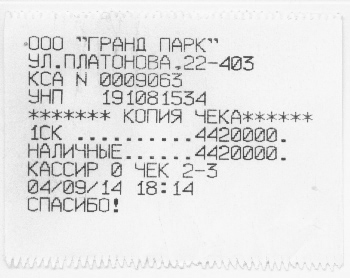 ООО "ГРАНД ПАРК"
УЛ.ПЛАТОНОВА,22-403
КСА N 0009063
УНП 191081534
******* КОПИЯ ЧЕКА******
1СК ..........4420000.
НАЛИЧНЫЕ......4420000.
КАССИР 0 ЧЕК 2-3
04/09/14 18:14
СПАСИБО!